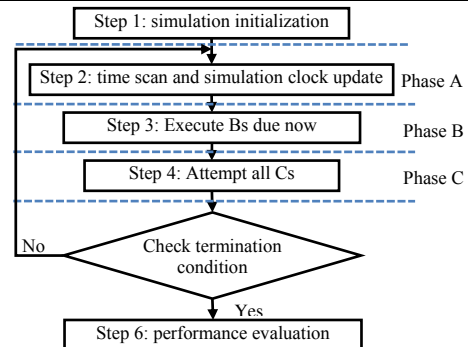 Step 1: simulation initialization
Step 2: time scan and simulation clock update
Phase A
Step 3: Execute Bs due now
Phase B
Step 4: Attempt all Cs
Phase C
No
Check termination
condition
Yes
Step 6: performance evaluation